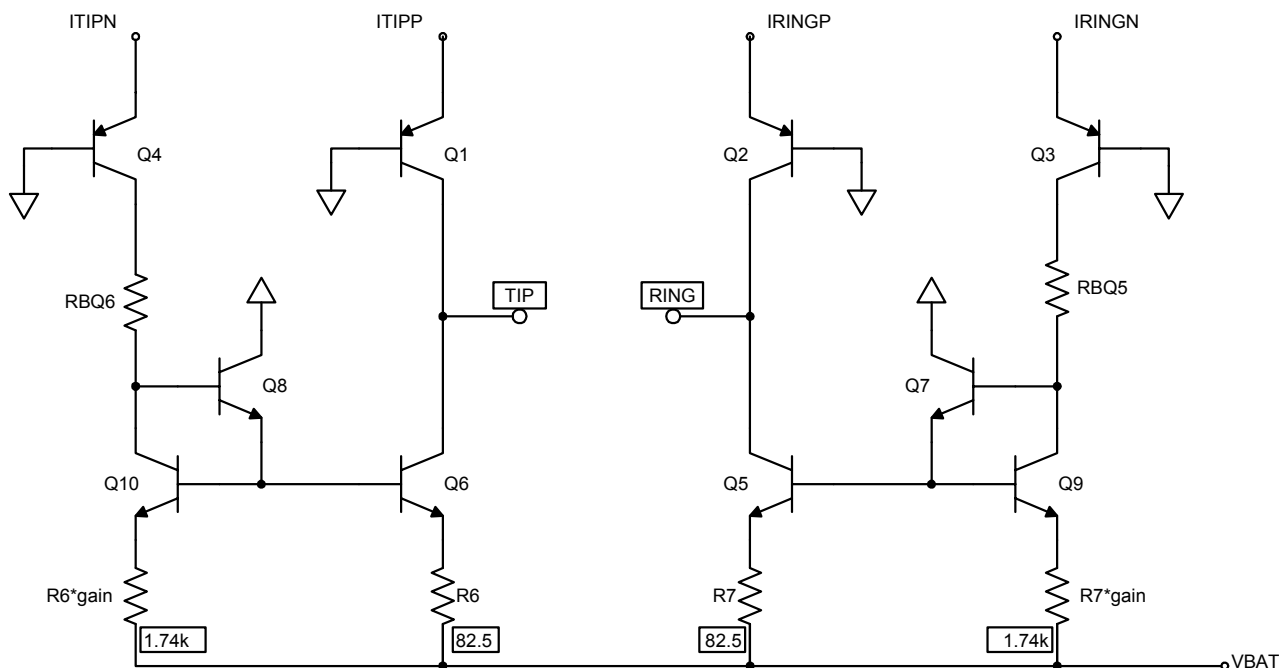 ITIPN ITIPP IRINGP IRINGN
Q4 Q1 Q2 Q3
RBQ6 TIP RING RBQ5
Q8 Q7
Q10 Q6 Q5 Q9
R6*gain R6 R7 R7*gain
1.74k 82.5 82.5 1.74k
VBAT